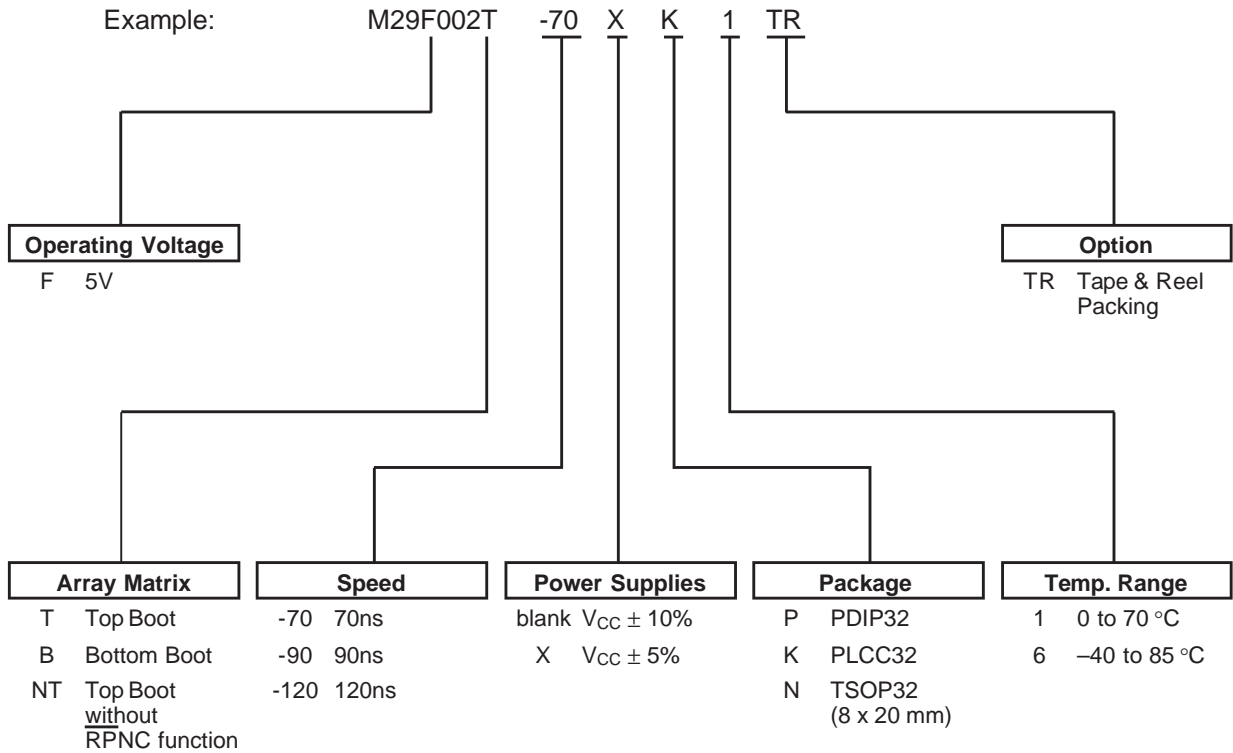 Example: M29F002T -70 X K 1 TR
Operating Voltage
F 5V
Option
TR Tape & Reel
Packing
Array Matrix
T Top Boot
B Bottom Boot
NT Top Boot
without
RPNC function
Speed
-70 70ns
-90 90ns
-120 120ns
Power Supplies
blank VCC ± 10%
X VCC ± 5%
Package
P PDIP32
K PLCC32
N TSOP32
(8 x 20 mm)
Temp. Range
1 0 to 70 °C
6 –40 to 85 °C